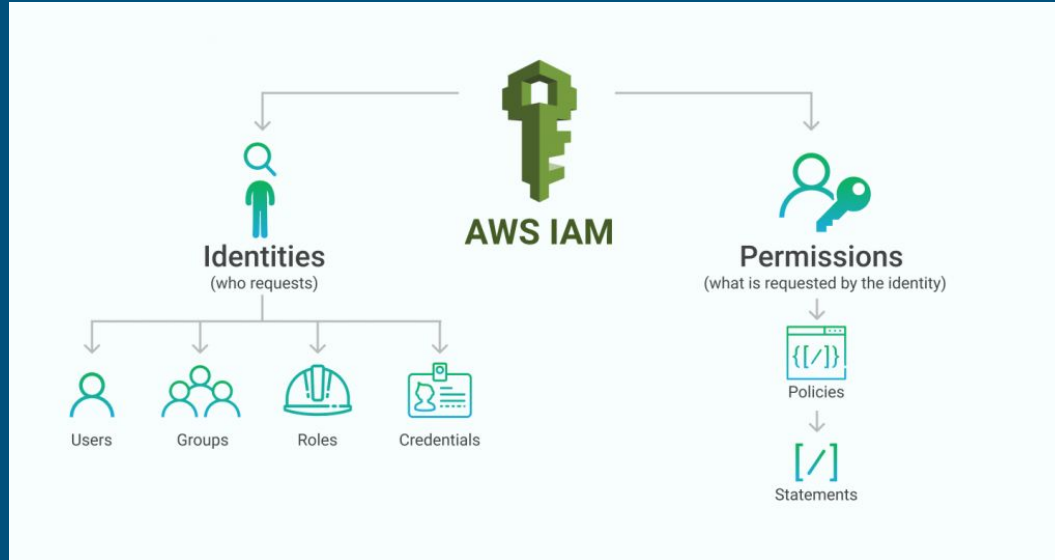 AWS IAM
Identities
(who requests)
Users
Groups
Roles
Credentials
Permissions
(what is requested by the identity)
{[/]}
Policies
[/]
Statements